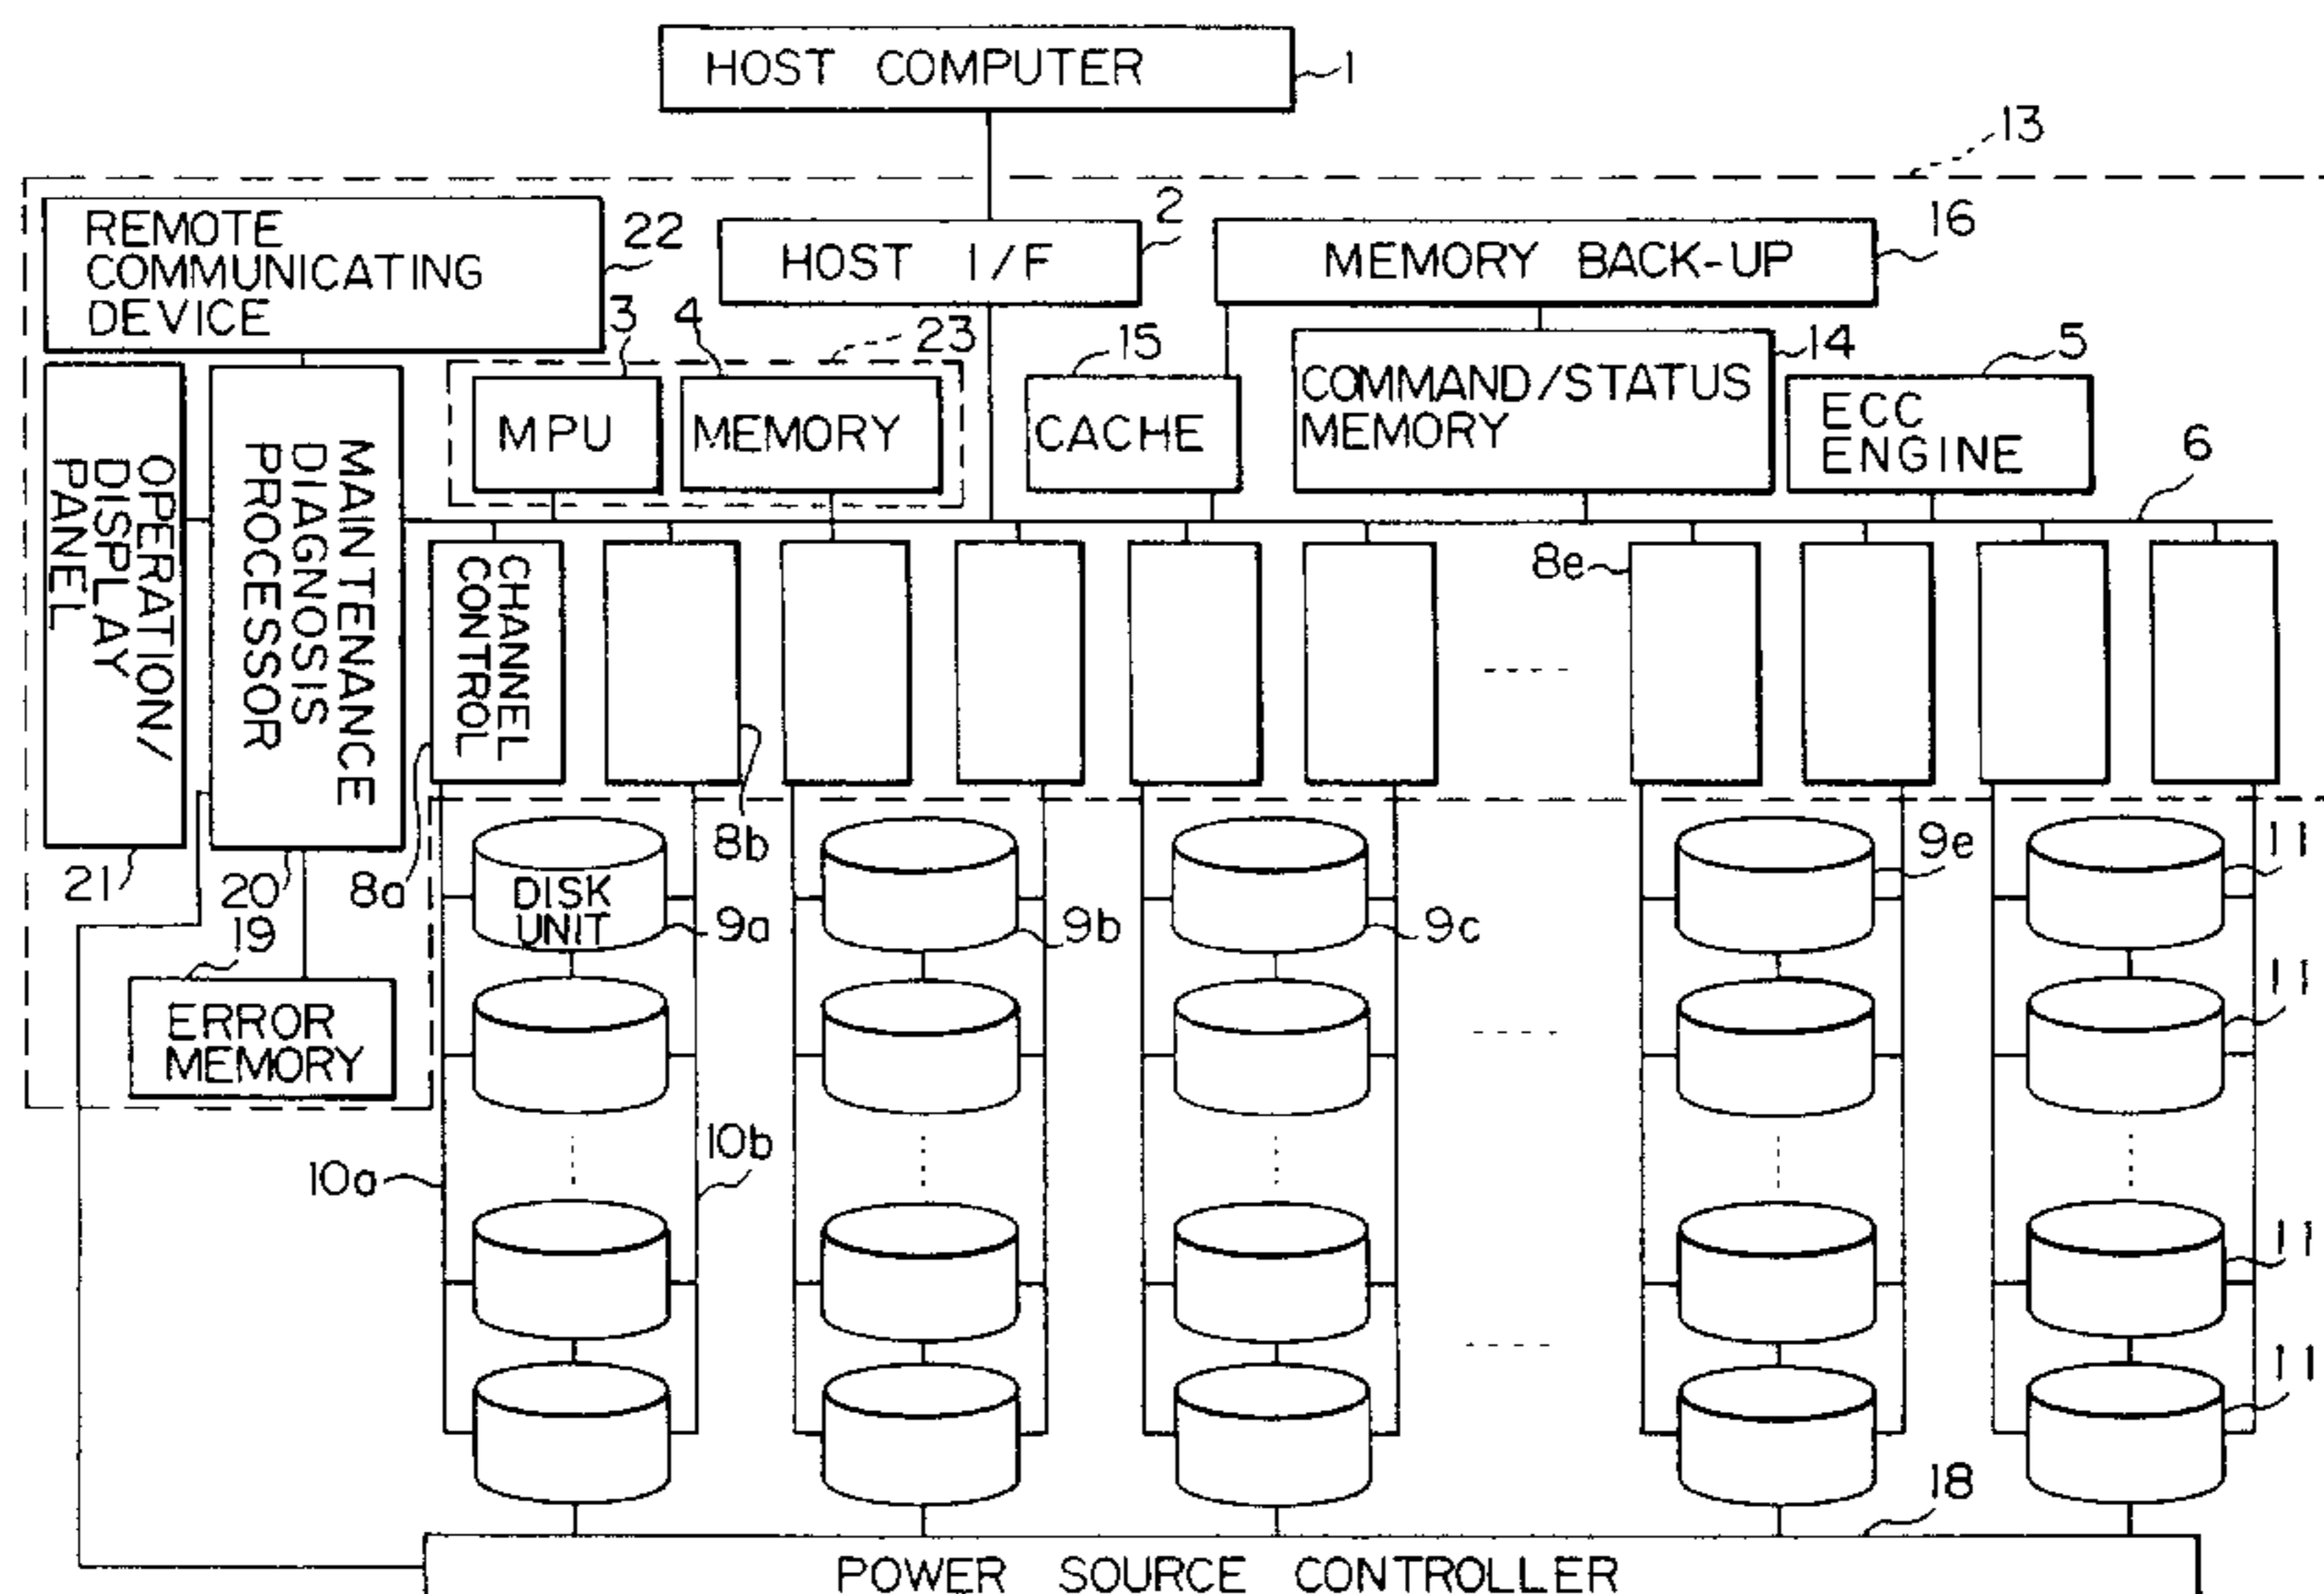 HOST COMPUTER
1
13
REMOTE
COMMUNICATING
DEVICE
22
HOST I/F
2
MEMORY BACK-UP
16
3
4
23
15
14
5
MPU
MEMORY
CACHE
COMMAND/STATUS
MEMORY
ECC
ENGINE
6
OPERATION/
DISPLAY
PANEL
MAINTENANCE
DIAGNOSIS
PROCESSOR
CHANNEL
CONTROL
8e
21
20
8a
8b
DISK
UNIT
9a
9b
9c
9e
11
19
ERROR
MEMORY
11
10a
10b
11
11
18
POWER SOURCE CONTROLLER